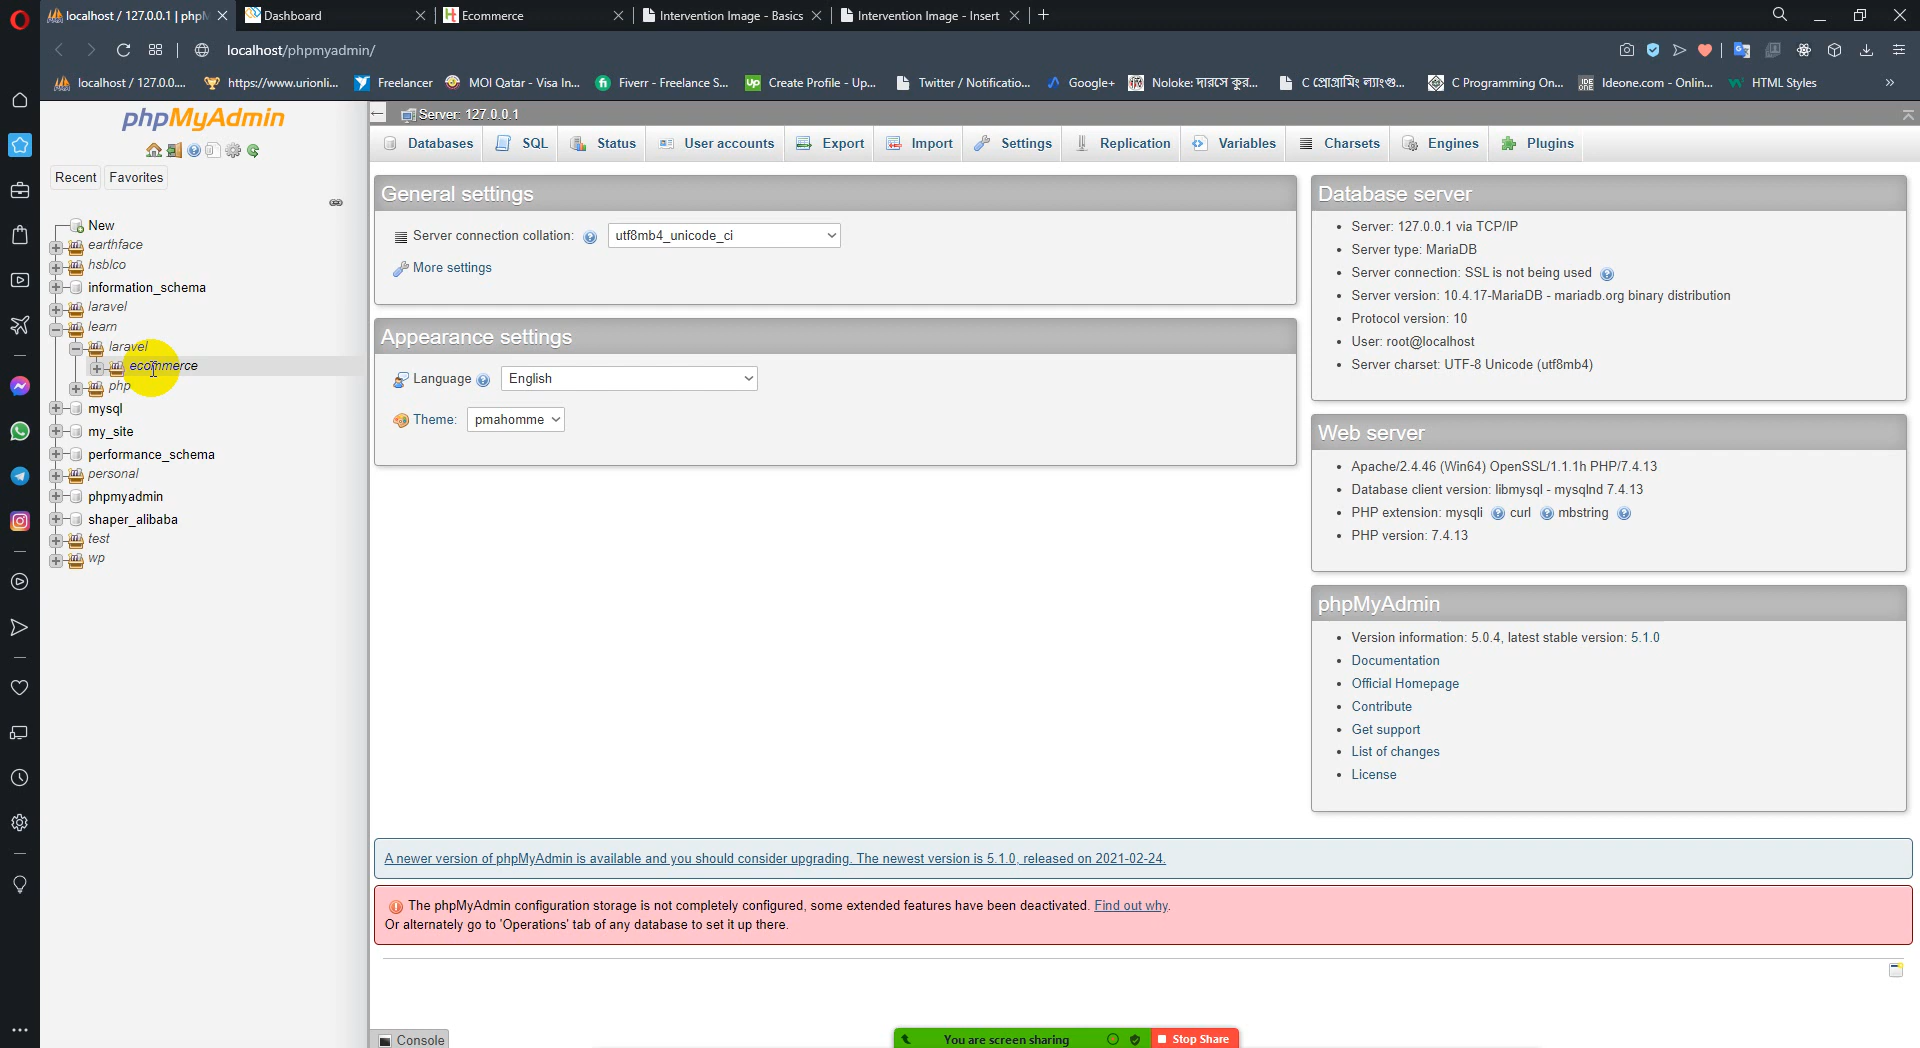 localhost / 127.0.0.1 | phpM
Dashboard
Ecommerce
Intervention Image - Basics
Intervention Image - Insert
localhost/phpmyadmin/
localhost / 127.0.0...
https://www.urionli...
Freelancer
MOI Qatar - Visa In...
Fiverr - Freelance S...
Create Profile - Up...
Twitter / Notificatio...
Google+
Noloke: দারসে কুর...
C প্রোগ্রামিং ল্যাংগু...
C Programming On...
Ideone.com - Onlin...
HTML Styles
phpMyAdmin
Recent
Favorites
New
earthface
hsblco
information_schema
laravel
learn
laravel
ecommerce
php
mysql
my_site
performance_schema
personal
phpmyadmin
shaper_alibaba
test
wp
Server: 127.0.0.1
Databases
SQL
Status
User accounts
Export
Import
Settings
Replication
Variables
Charsets
Engines
Plugins
General settings
Server connection collation:
utf8mb4_unicode_ci
More settings
Appearance settings
Language
English
Theme:
pmahomme
Database server
Server: 127.0.0.1 via TCP/IP
Server type: MariaDB
Server connection: SSL is not being used
Server version: 10.4.17-MariaDB - mariadb.org binary distribution
Protocol version: 10
User: root@localhost
Server charset: UTF-8 Unicode (utf8mb4)
Web server
Apache/2.4.46 (Win64) OpenSSL/1.1.1h PHP/7.4.13
Database client version: libmysql - mysqlnd 7.4.13
PHP extension: mysqli curl mbstring
PHP version: 7.4.13
phpMyAdmin
Version information: 5.0.4, latest stable version: 5.1.0
Documentation
Official Homepage
Contribute
Get support
List of changes
License
A newer version of phpMyAdmin is available and you should consider upgrading. The newest version is 5.1.0, released on 2021-02-24.
The phpMyAdmin configuration storage is not completely configured, some extended features have been deactivated. Find out why.
Or alternately go to 'Operations' tab of any database to set it up there.
Console
You are screen sharing
Stop Share